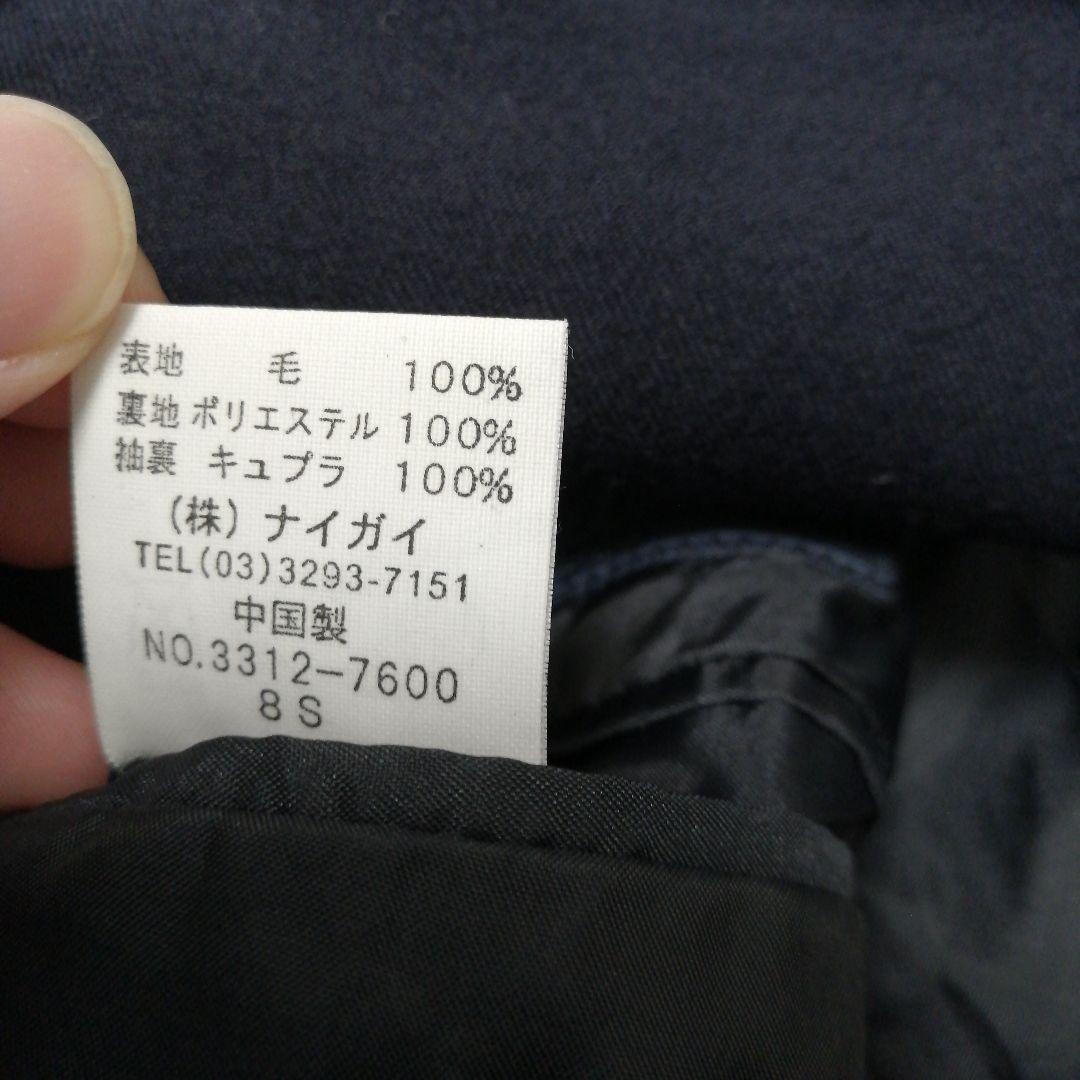 表地 毛 100%
裏地 ポリエステル 100%
袖裏 キュプラ 100%
(株) ナイガイ
TEL(03)3293-7151
中国製
NO.3312-7600
8S